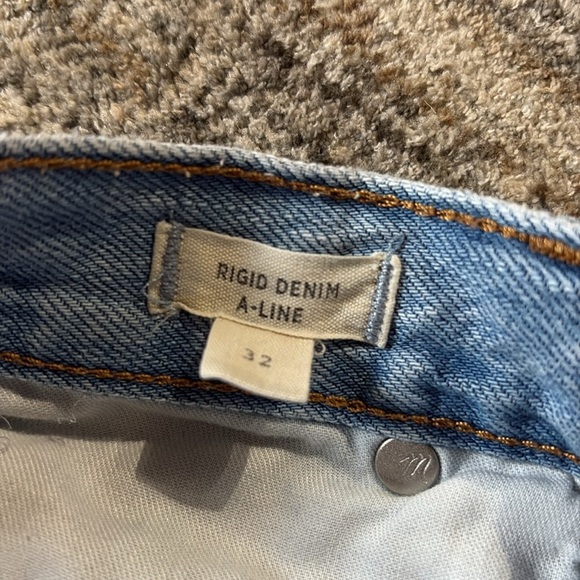 RIGID DENIM
A-LINE
32